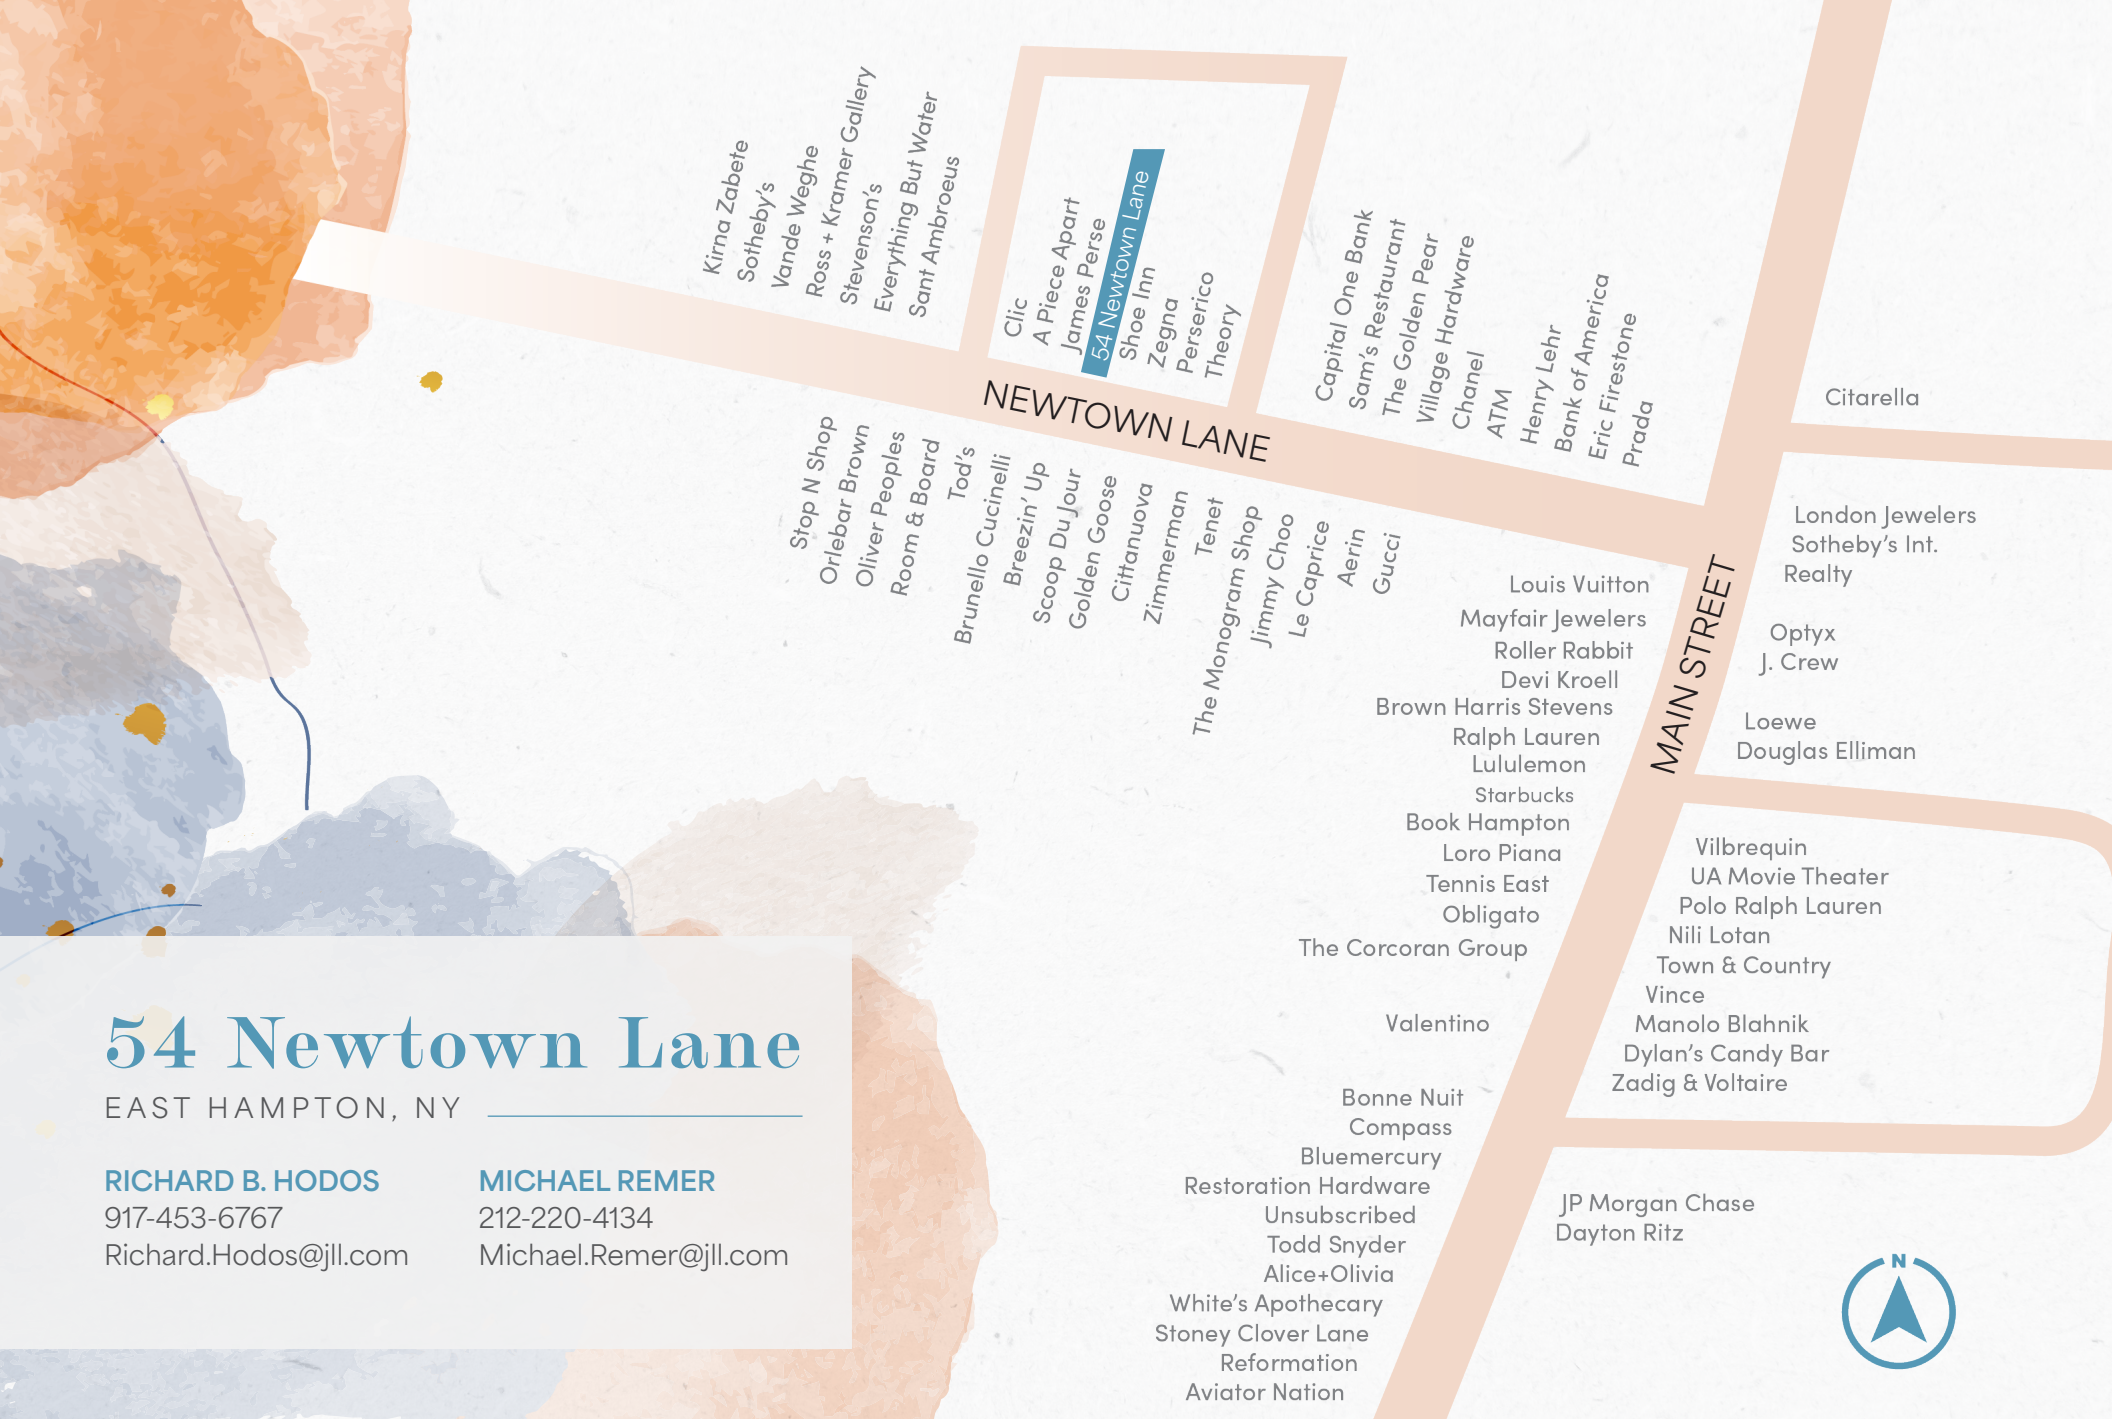 Kirna Zabete
Sotheby's
Vande Weghe
Ross + Kramer Gallery
Stevenson's
Everything But Water
Sant Ambroeus
Clic
A Piece Apart
James Perse
54 Newtown Lane
Shoe Inn
Zegna
Perserico
Theory
Capital One Bank
Sam's Restaurant
The Golden Pear
Village Hardware
Chanel
ATM
Henry Lehr
Bank of America
Eric Firestone
Prada
NEWTOWN LANE
Stop N Shop
Orlebar Brown
Oliver Peoples
Room & Board
Tod's
Brunello Cucinelli
Breezin' Up
Scoop Du Jour
Golden Goose
Cittanuova
Zimmerman
Tenet
The Monogram Shop
Jimmy Choo
Le Caprice
Aerin
Gucci
Citarella
London Jewelers
Sotheby's Int.
Realty
Optyx
J. Crew
Loewe
Douglas Elliman
MAIN STREET
Louis Vuitton
Mayfair Jewelers
Roller Rabbit
Devi Kroell
Brown Harris Stevens
Ralph Lauren
Lululemon
Starbucks
Book Hampton
Loro Piana
Tennis East
Obligato
The Corcoran Group
Valentino
Bonne Nuit
Compass
Bluemercury
Restoration Hardware
Unsubscribed
Todd Snyder
Alice+Olivia
White's Apothecary
Stoney Clover Lane
Reformation
Aviator Nation
Vilbrequin
UA Movie Theater
Polo Ralph Lauren
Nili Lotan
Town & Country
Vince
Manolo Blahnik
Dylan's Candy Bar
Zadig & Voltaire
JP Morgan Chase
Dayton Ritz
N
54 Newtown Lane
EAST HAMPTON, NY
RICHARD B. HODOS
917-453-6767
Richard.Hodos@jll.com
MICHAEL REMER
212-220-4134
Michael.Remer@jll.com